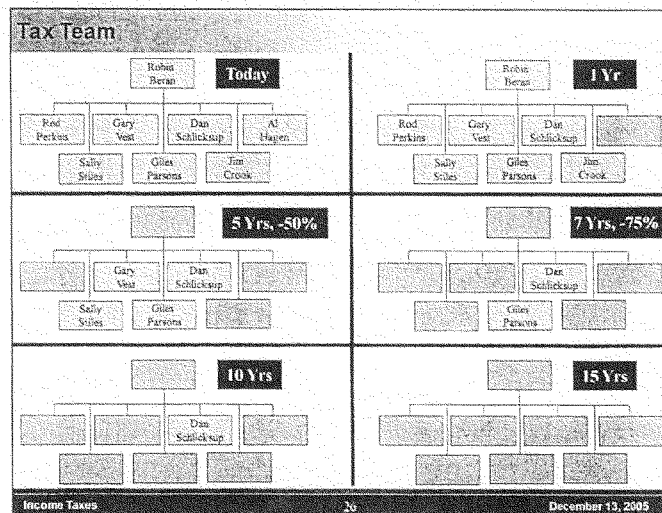 Tax Team
Robin
Beran
Today
Rod
Perkins
Gary
Vest
Dan
Schlicksup
Al
Hagen
Sally
Stiles
Giles
Parsons
Jim
Crook
Robin
Beran
1 Yr
Rod
Perkins
Gary
Vest
Dan
Schlicksup
Sally
Stiles
Giles
Parsons
Jim
Crook
5 Yrs, -50%
Gary
Vest
Dan
Schlicksup
Sally
Stiles
Giles
Parsons
7 Yrs, -75%
Dan
Schlicksup
Giles
Parsons
10 Yrs
Dan
Schlicksup
15 Yrs
Income Taxes
26
December 13, 2005